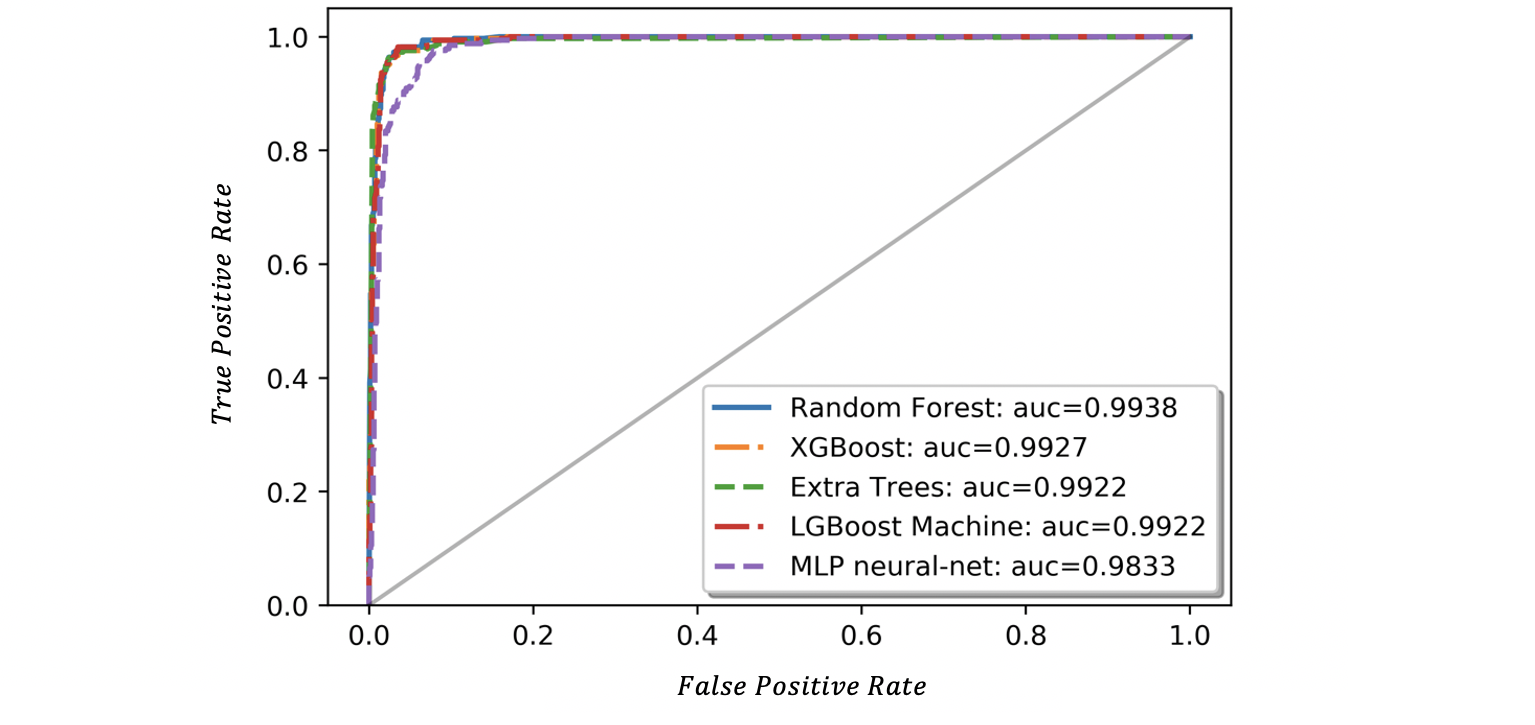 1.0
0.8
0.6
0.4
0.2
0.0
True Positive Rate
Random Forest: auc=0.9938
XGBoost: auc=0.9927
Extra Trees: auc=0.9922
LGBoost Machine: auc=0.9922
MLP neural-net: auc=0.9833
0.0 0.2 0.4 0.6 0.8 1.0
False Positive Rate